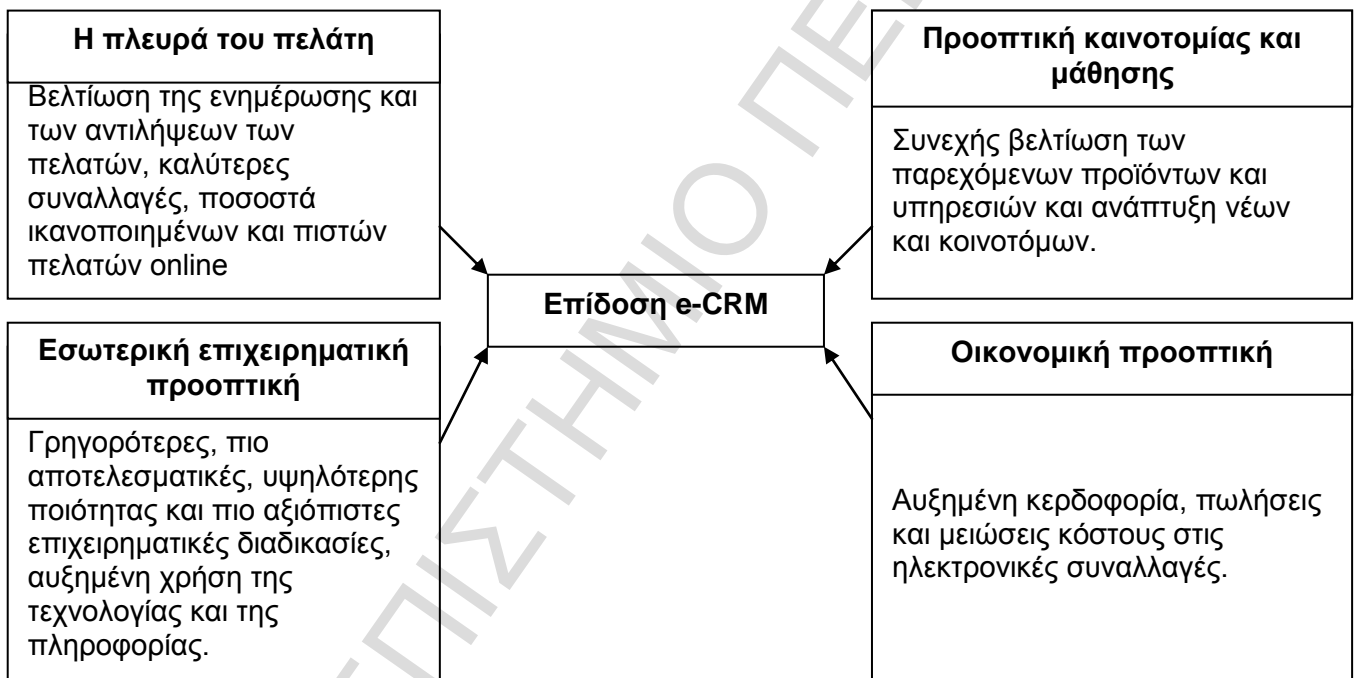 Η πλευρά του πελάτη
Βελτίωση της ενημέρωσης και
των αντιλήψεων των
πελατών, καλύτερες
συναλλαγές, ποσοστά
ικανοποιημένων και πιστών
πελατών online
Προοπτική καινοτομίας και
μάθησης
Συνεχής βελτίωση των
παρεχόμενων προϊόντων και
υπηρεσιών και ανάπτυξη νέων
και κοινοτόμων.
Επίδοση e-CRM
Εσωτερική επιχειρηματική
προοπτική
Γρηγορότερες, πιο
αποτελεσματικές, υψηλότερης
ποιότητας και πιο αξιόπιστες
επιχειρηματικές διαδικασίες,
αυξημένη χρήση της
τεχνολογίας και της
πληροφορίας.
Οικονομική προοπτική
Αυξημένη κερδοφορία, πωλήσεις
και μειώσεις κόστους στις
ηλεκτρονικές συναλλαγές.